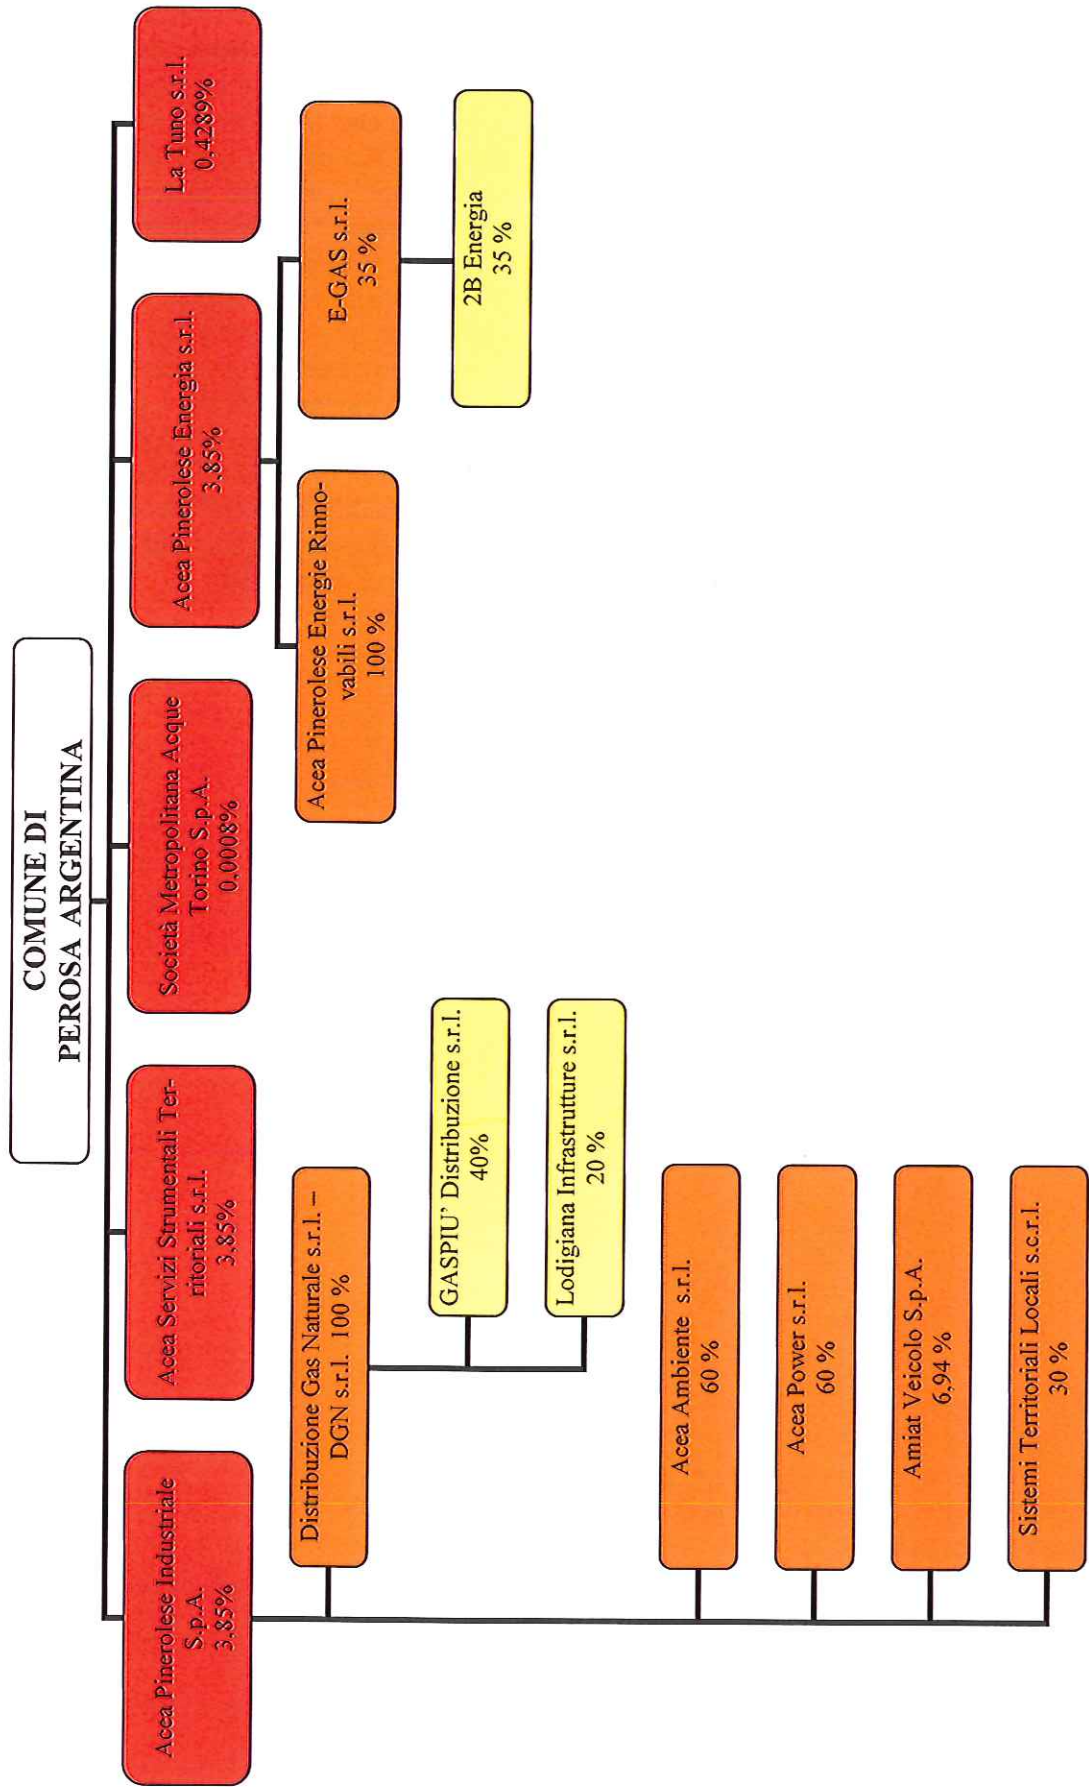 COMUNE DI
PEROSA ARGENTINA
Acea Pinerolese Industriale
S.p.A.
3,85%
Acea Servizi Strumentali Ter-
ritoriali s.r.l.
3,85%
Società Metropolitana Acque
Torino S.p.A.
0,0008%
Acea Pinerolese Energia s.r.l.
3,85%
La Tuno s.r.l.
0,4289%
Distribuzione Gas Naturale s.r.l. –
DGN s.r.l. 100 %
GASPIU’ Distribuzione s.r.l.
40%
Lodigiana Infrastrutture s.r.l.
20 %
Acea Ambiente s.r.l.
60 %
Acea Power s.r.l.
60 %
Amiat Veicolo S.p.A.
6,94 %
Sistemi Territoriali Locali s.c.r.l.
30 %
Acea Pinerolese Energie Rinno-
vabili s.r.l.
100 %
E-GAS s.r.l.
35 %
2B Energia
35 %